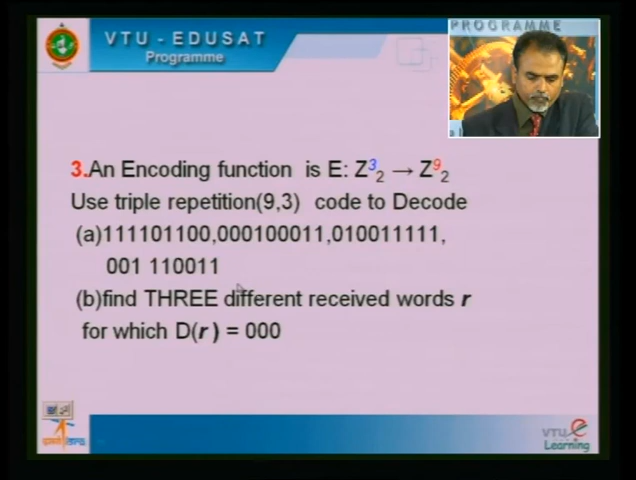 VTU - EDUSAT
Programme
PROGRAMME
3.An Encoding function is E: Z³₂ → Z⁹₂
Use triple repetition(9,3) code to Decode
(a)111101100,000100011,010011111,
001 110011
(b)find THREE different received words r
for which D(r) = 000
VTU e
Learning